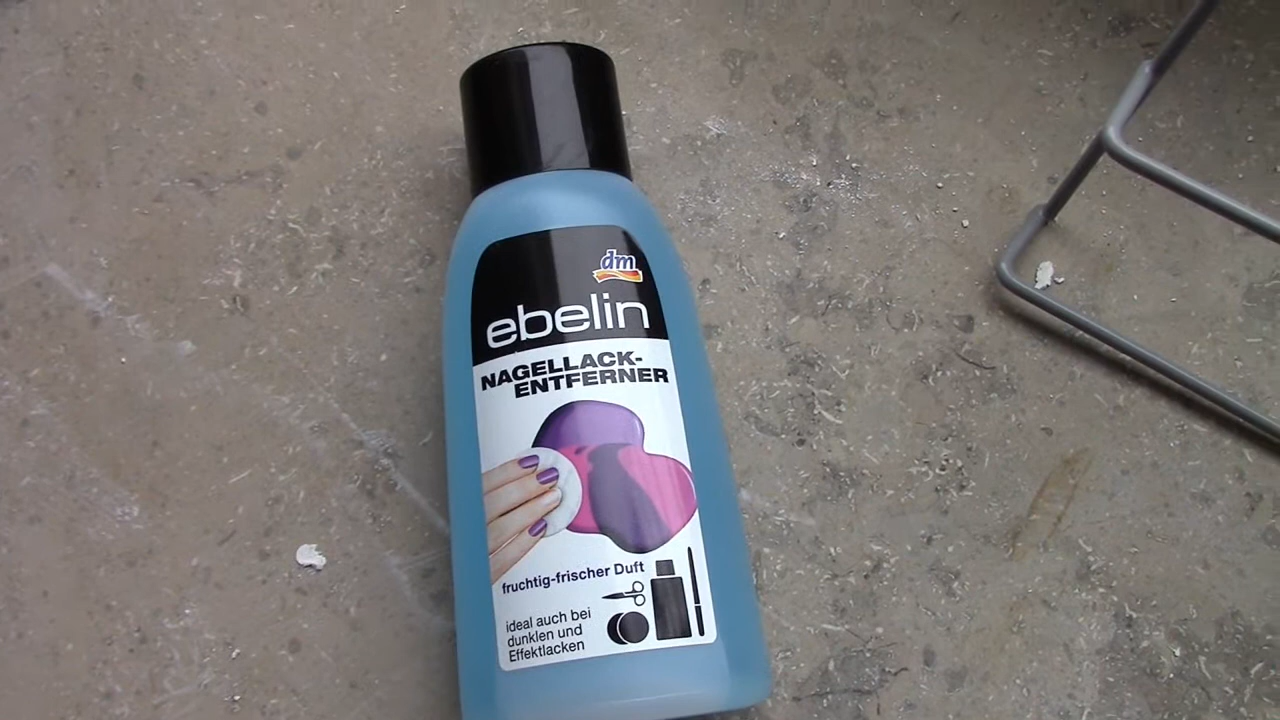 dm
ebelin
NAGELLACK-
ENTFERNER
fruchtig-frischer Duft
ideal auch bei
dunklen und
Effektlacken